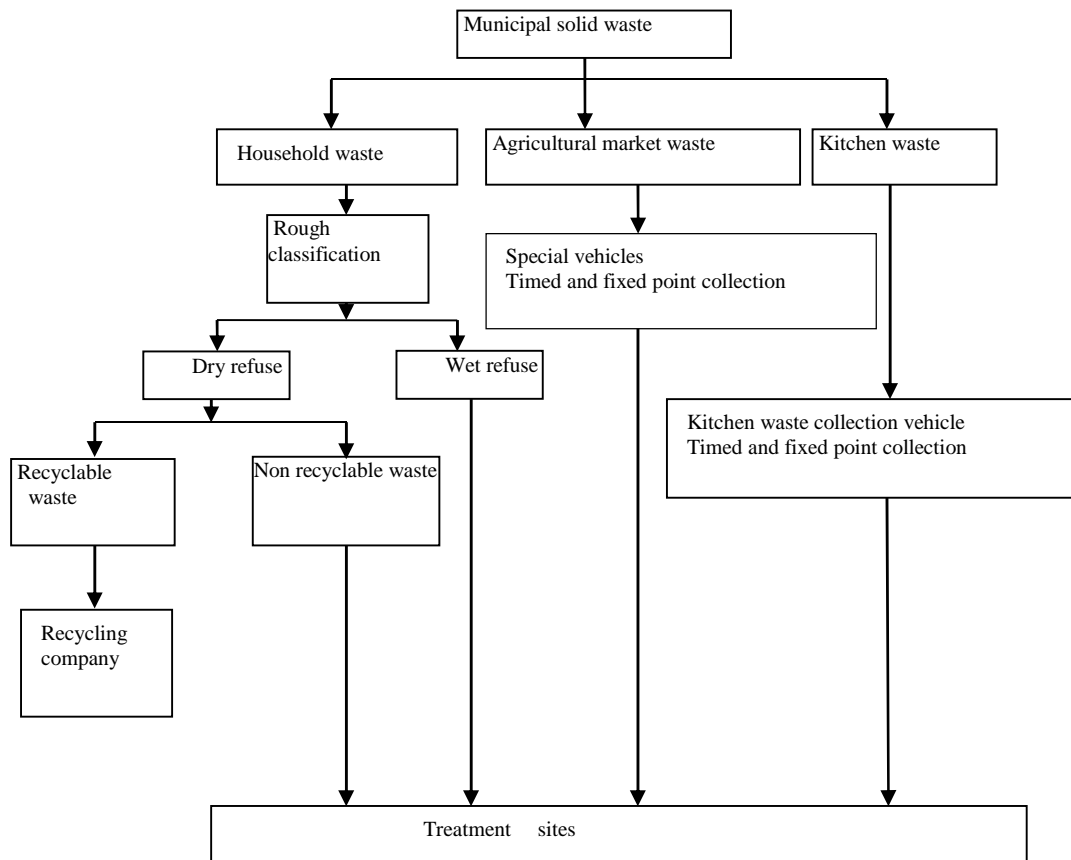 Municipal solid waste
Household waste
Agricultural market waste
Kitchen waste
Rough
classification
Special vehicles
Timed and fixed point collection
Dry refuse
Wet refuse
Kitchen waste collection vehicle
Timed and fixed point collection
Recyclable
waste
Non recyclable waste
Recycling
company
Treatment sites